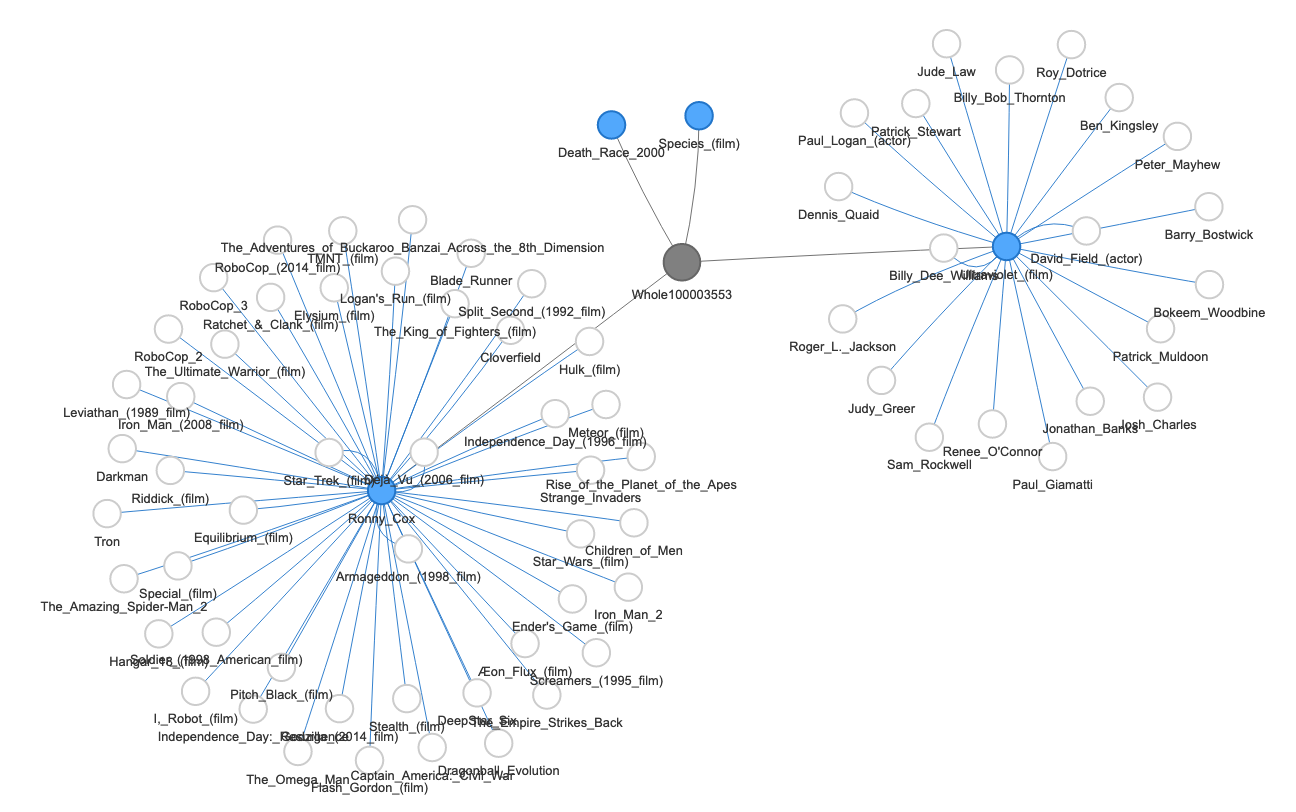 Jude_Law
Roy_Dotrice
Billy_Bob_Thornton
Patrick_Stewart
Ben_Kingsley
Paul_Logan_(actor)
Species_(film)
Death_Race_2000
Peter_Mayhew
Dennis_Quaid
Barry_Bostwick
The_Adventures_of_Buckaroo_Banzai_Across_the_8th_Dimension
TMNT_(film)
David_Field_(actor)
RoboCop_(2014_film)
Billy_Dee_Williams
Ultraviolet_(film)
Blade_Runner
Whole100003553
Logan's_Run_(film)
RoboCop_3
Split_Second_(1992_film)
Bokeem_Woodbine
Elysium_(film)
Ratchet_&_Clank_(film)
The_King_of_Fighters_(film)
Roger_L._Jackson
RoboCop_2
Cloverfield
Patrick_Muldoon
The_Ultimate_Warrior_(film)
Hulk_(film)
Judy_Greer
Leviathan_(1989_film)
Iron_Man_(2008_film)
Josh_Charles
Jonathan_Banks
Meteor_(film)
Independence_Day_(1996_film)
Renee_O'Connor
Sam_Rockwell
Darkman
Star_Trek_(film)
Déjà_Vu_(2006_film)
Rise_of_the_Planet_of_the_Apes
Paul_Giamatti
Riddick_(film)
Strange_Invaders
Ronny_Cox
Equilibrium_(film)
Tron
Children_of_Men
Star_Wars_(film)
Armageddon_(1998_film)
Special_(film)
The_Amazing_Spider-Man_2
Iron_Man_2
Ender's_Game_(film)
Soldier_(1998_American_film)
Æon_Flux_(film)
Screamers_(1995_film)
Pitch_Black_(film)
I,_Robot_(film)
DeepStar_Six
The_Empire_Strikes_Back
Stealth_(film)
Independence_Day:_Resurgence
Godzilla_(2014_film)
Dragonball_Evolution
Captain_America:_Civil_War
The_Omega_Man
Flash_Gordon_(film)